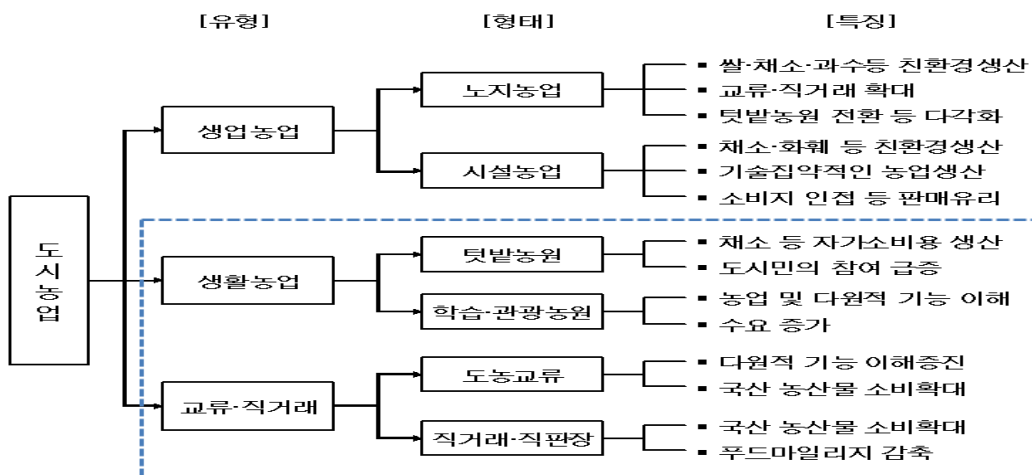 [유형] [형태] [특징]
도시농업
생업농업
노지농업
▪ 쌀·채소·과수등 친환경생산
▪ 교류·직거래 확대
▪ 텃밭농원 전환 등 다각화
시설농업
▪ 채소·화훼 등 친환경생산
▪ 기술집약적인 농업생산
▪ 소비지 인접 등 판매유리
생활농업
텃밭농원
▪ 채소 등 자가소비용 생산
▪ 도시민의 참여 급증
학습·관광농원
▪ 농업 및 다원적 기능 이해
▪ 수요 증가
교류·직거래
도농교류
▪ 다원적 기능 이해증진
▪ 국산 농산물 소비확대
직거래·직판장
▪ 국산 농산물 소비확대
▪ 푸드마일리지 감축